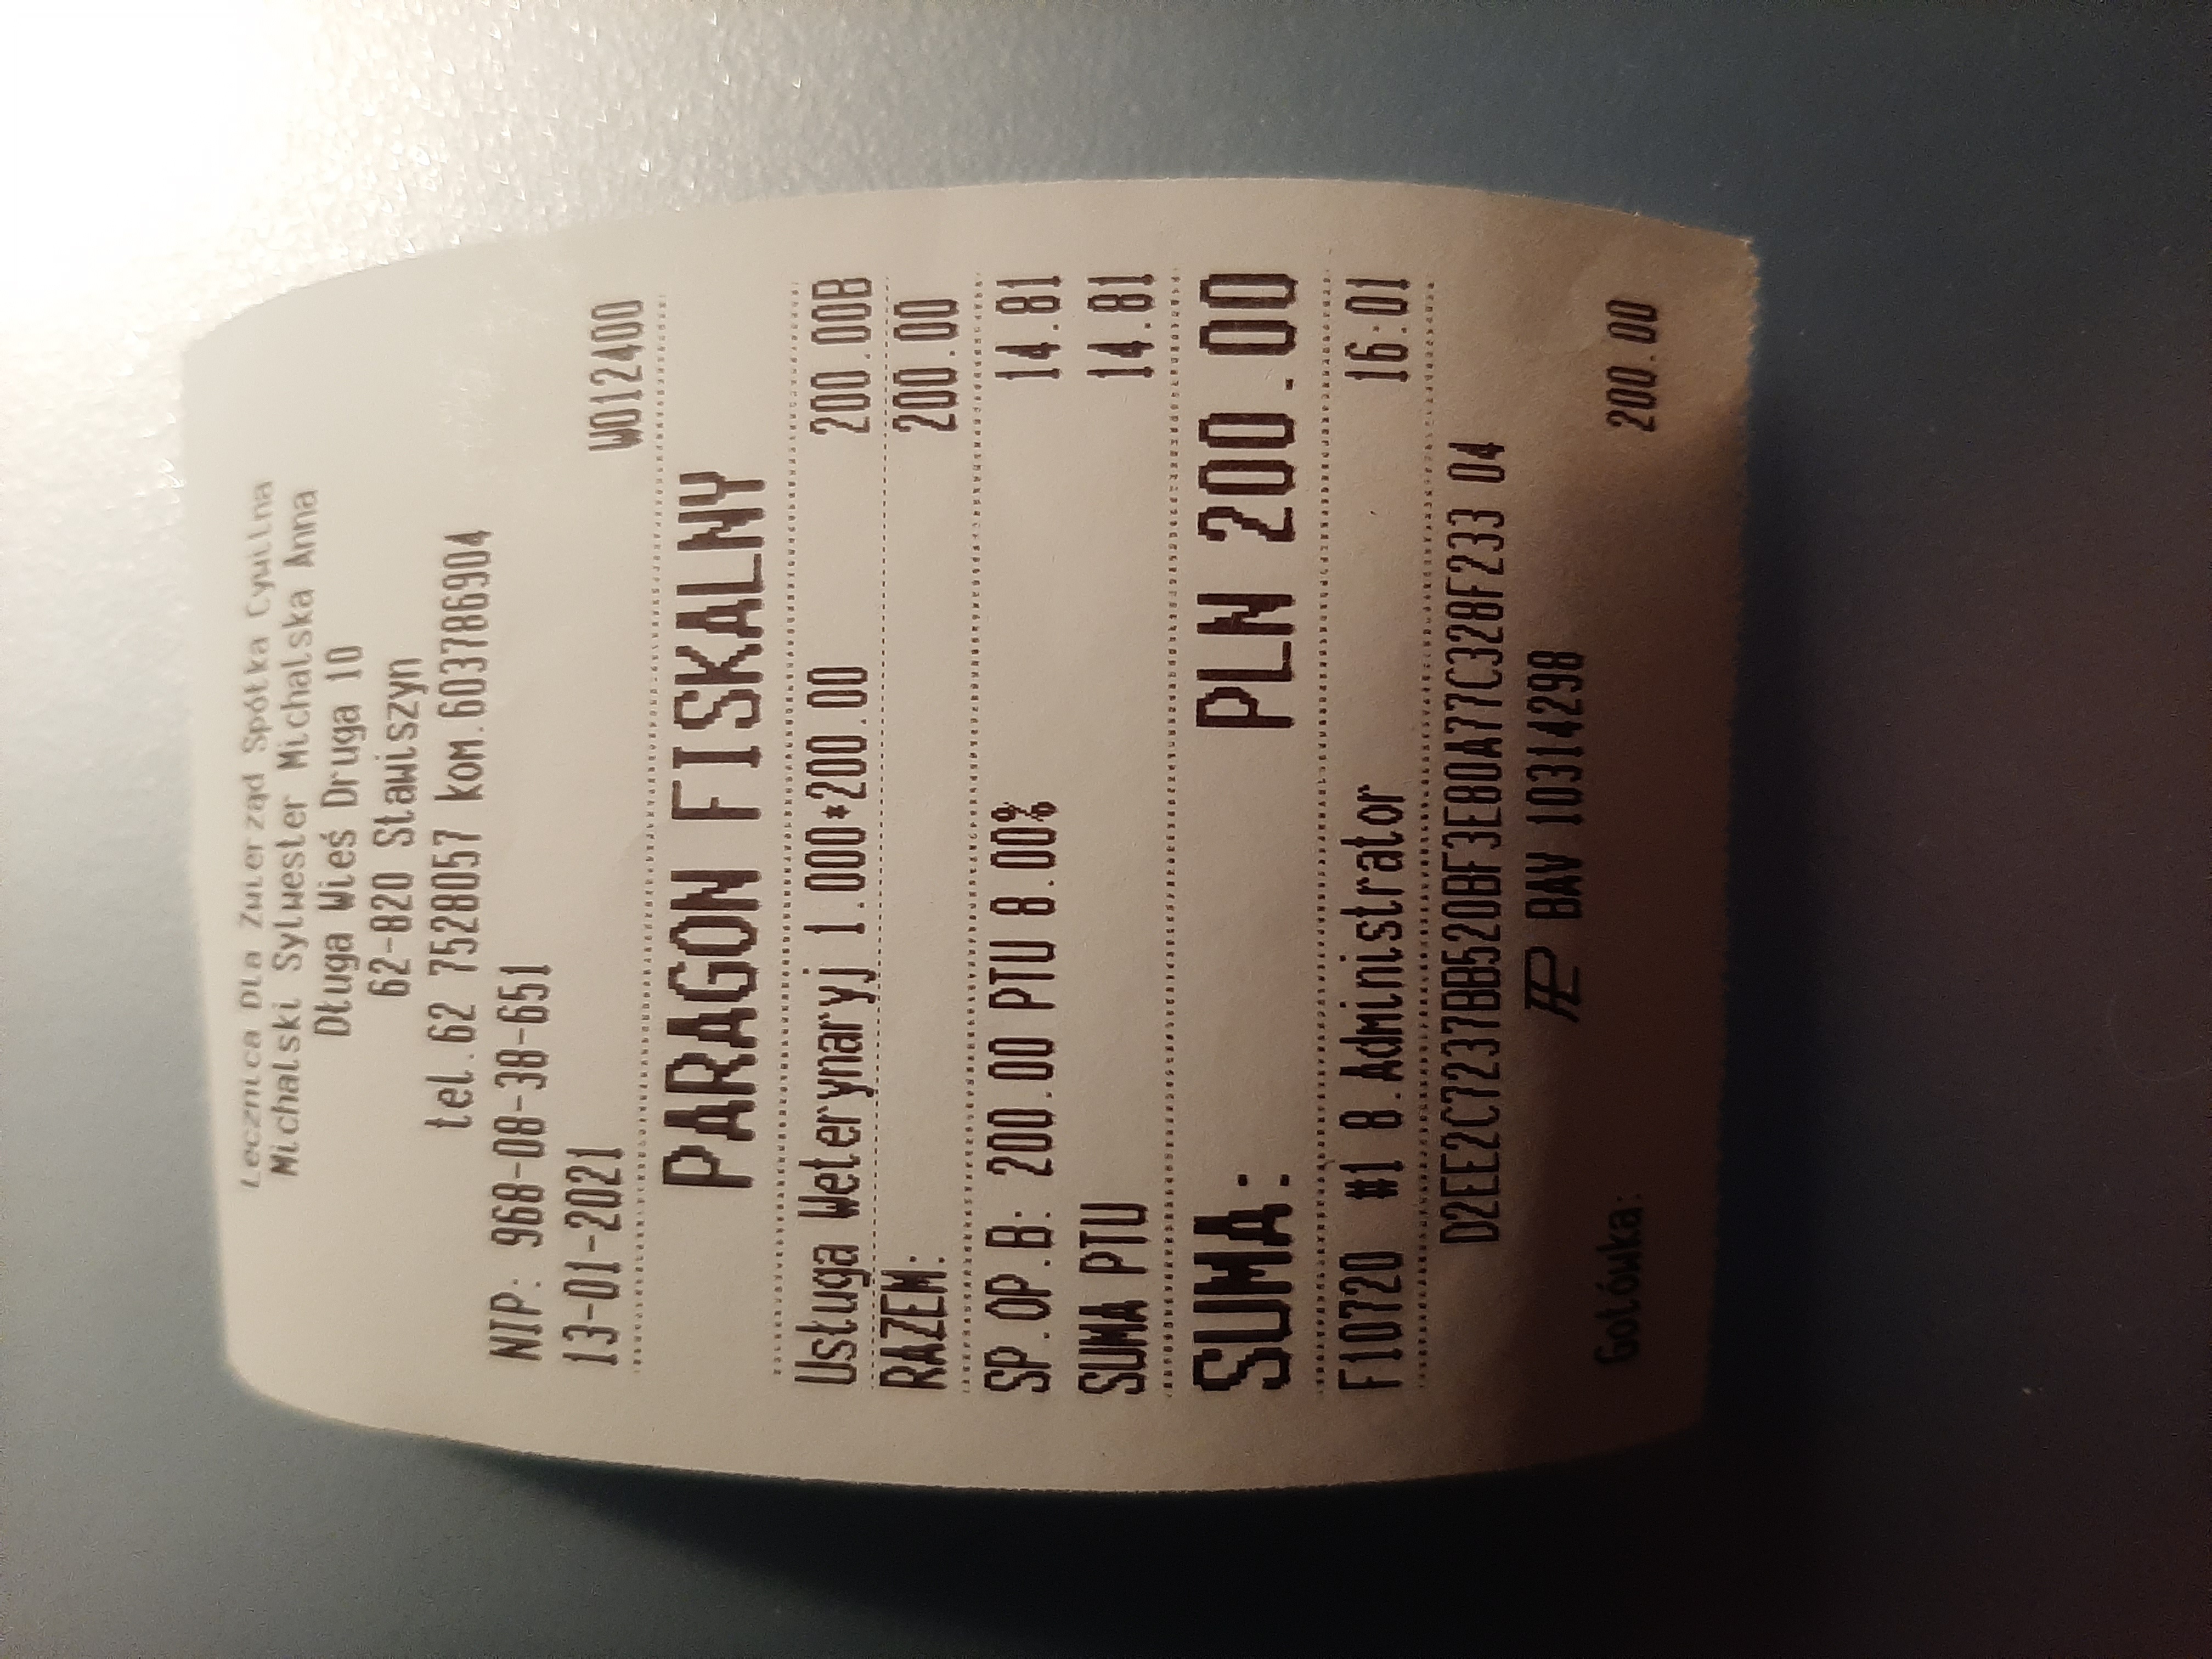 Lecznica Dla Zwierząd Spółka Cywilna
Michalski Sylwester Michalska Anna
Długa Wieś Druga 10
62-820 Stawiszyn
tel.62 7528057 kom.603786904
NIP: 968-08-38-651
13-01-2021 W012400
PARAGON FISKALNY
Usługa Weterynaryj 1.000*200.00 200.00B
RAZEM: 200.00
SP.OP.B: 200.00 PTU 8.00% 14.81
SUMA PTU 14.81
SUMA: PLN 200.00
F10720 #1 8.Administrator 16:01
D2EE2C7237BB520BF3E80A77C328F233 04
BAV 10314298
Gotówka: 200.00